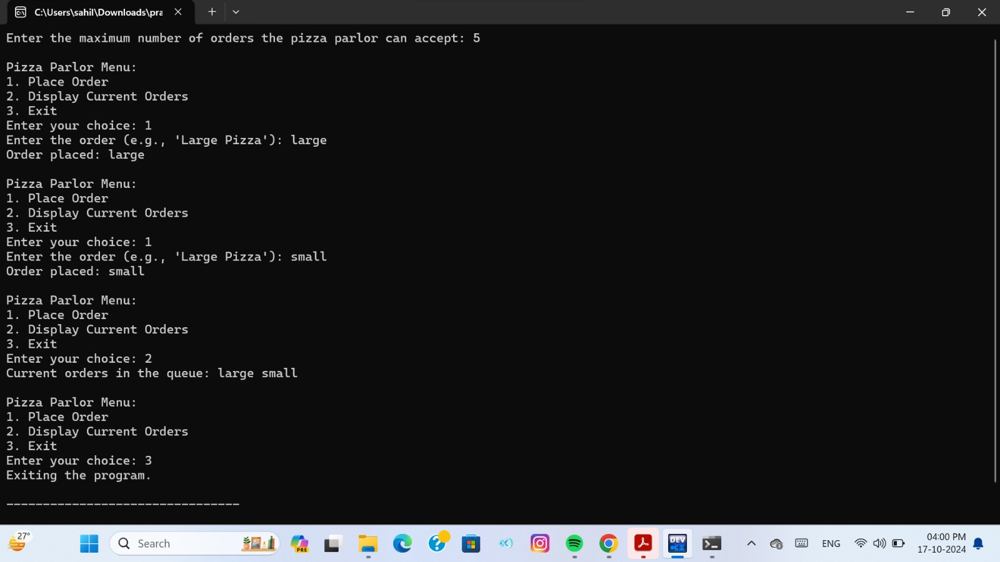 C:\Users\sahil\Downloads\pra
Enter the maximum number of orders the pizza parlor can accept: 5
Pizza Parlor Menu:
1. Place Order
2. Display Current Orders
3. Exit
Enter your choice: 1
Enter the order (e.g., 'Large Pizza'): large
Order placed: large
Pizza Parlor Menu:
1. Place Order
2. Display Current Orders
3. Exit
Enter your choice: 1
Enter the order (e.g., 'Large Pizza'): small
Order placed: small
Pizza Parlor Menu:
1. Place Order
2. Display Current Orders
3. Exit
Enter your choice: 2
Current orders in the queue: large small
Pizza Parlor Menu:
1. Place Order
2. Display Current Orders
3. Exit
Enter your choice: 3
Exiting the program.
--------------------------------
27°
Search
PRE
DEV
C++
ENG
04:00 PM
17-10-2024